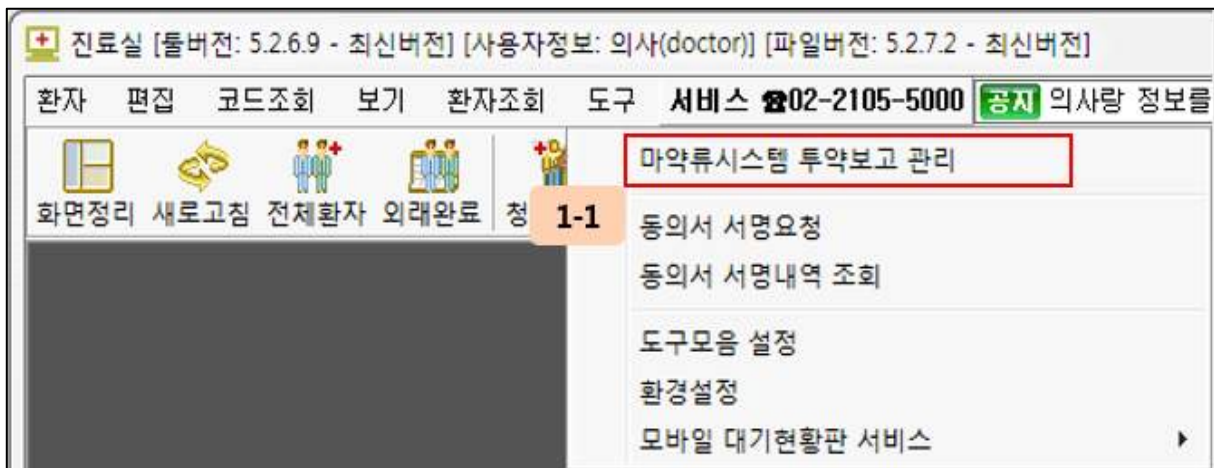 진료실 [툴버전: 5.2.6.9 - 최신버전] [사용자정보: 의사(doctor)] [파일버전: 5.2.7.2 - 최신버전]
환자 편집 코드조회 보기 환자조회 도구 서비스 ☎02-2105-5000 공지 의사랑 정보를
화면정리 새로고침 전체환자 외래완료 청
1-1
마약류시스템 투약보고 관리
동의서 서명요청
동의서 서명내역 조회
도구모음 설정
환경설정
모바일 대기현황판 서비스